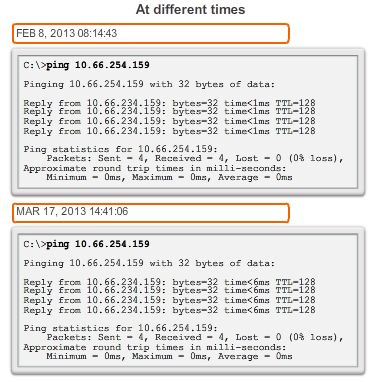 At different times
FEB 8, 2013 08:14:43
C:\>ping 10.66.254.159
Pinging 10.66.254.159 with 32 bytes of data:
Reply from 10.66.234.159: bytes=32 time<1ms TTL=128
Reply from 10.66.234.159: bytes=32 time<1ms TTL=128
Reply from 10.66.234.159: bytes=32 time<1ms TTL=128
Reply from 10.66.234.159: bytes=32 time<1ms TTL=128
Ping statistics for 10.66.254.159:
Packets: Sent = 4, Received = 4, Lost = 0 (0% loss),
Approximate round trip times in milli-seconds:
Minimum = 0ms, Maximum = 0ms, Average = 0ms
MAR 17, 2013 14:41:06
C:\>ping 10.66.254.159
Pinging 10.66.254.159 with 32 bytes of data:
Reply from 10.66.234.159: bytes=32 time<6ms TTL=128
Reply from 10.66.234.159: bytes=32 time<6ms TTL=128
Reply from 10.66.234.159: bytes=32 time<6ms TTL=128
Reply from 10.66.234.159: bytes=32 time<6ms TTL=128
Ping statistics for 10.66.254.159:
Packets: Sent = 4, Received = 4, Lost = 0 (0% loss),
Approximate round trip times in milli-seconds:
Minimum = 0ms, Maximum = 0ms, Average = 0ms